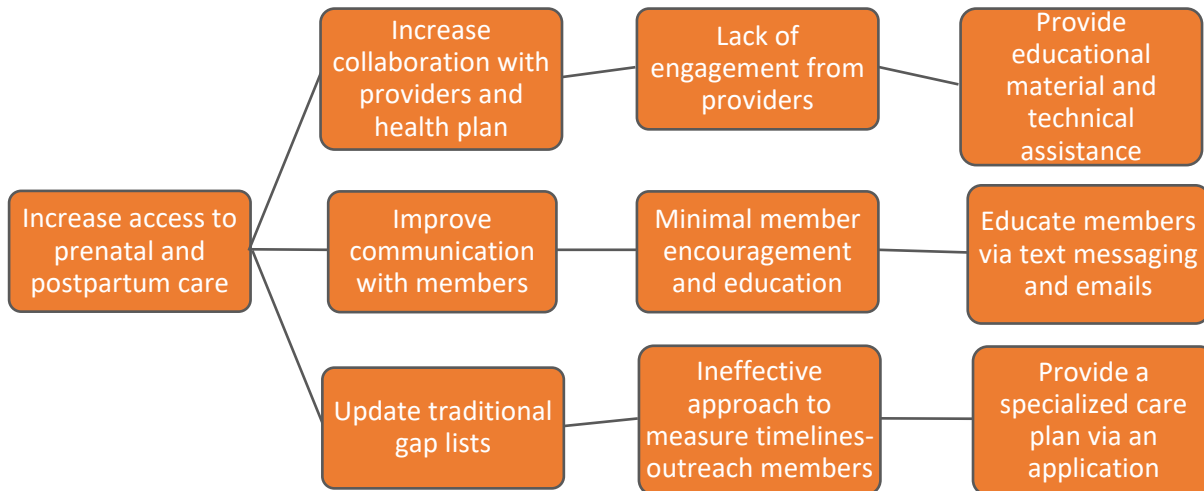 Increase
collaboration with
providers and
health plan
Lack of
engagement from
providers
Provide
educational
material and
technical
assistance
Increase access to
prenatal and
postpartum care
Improve
communication
with members
Minimal member
encouragement
and education
Educate members
via text messaging
and emails
Update traditional
gap lists
Ineffective
approach to
measure timelines-
outreach members
Provide a
specialized care
plan via an
application